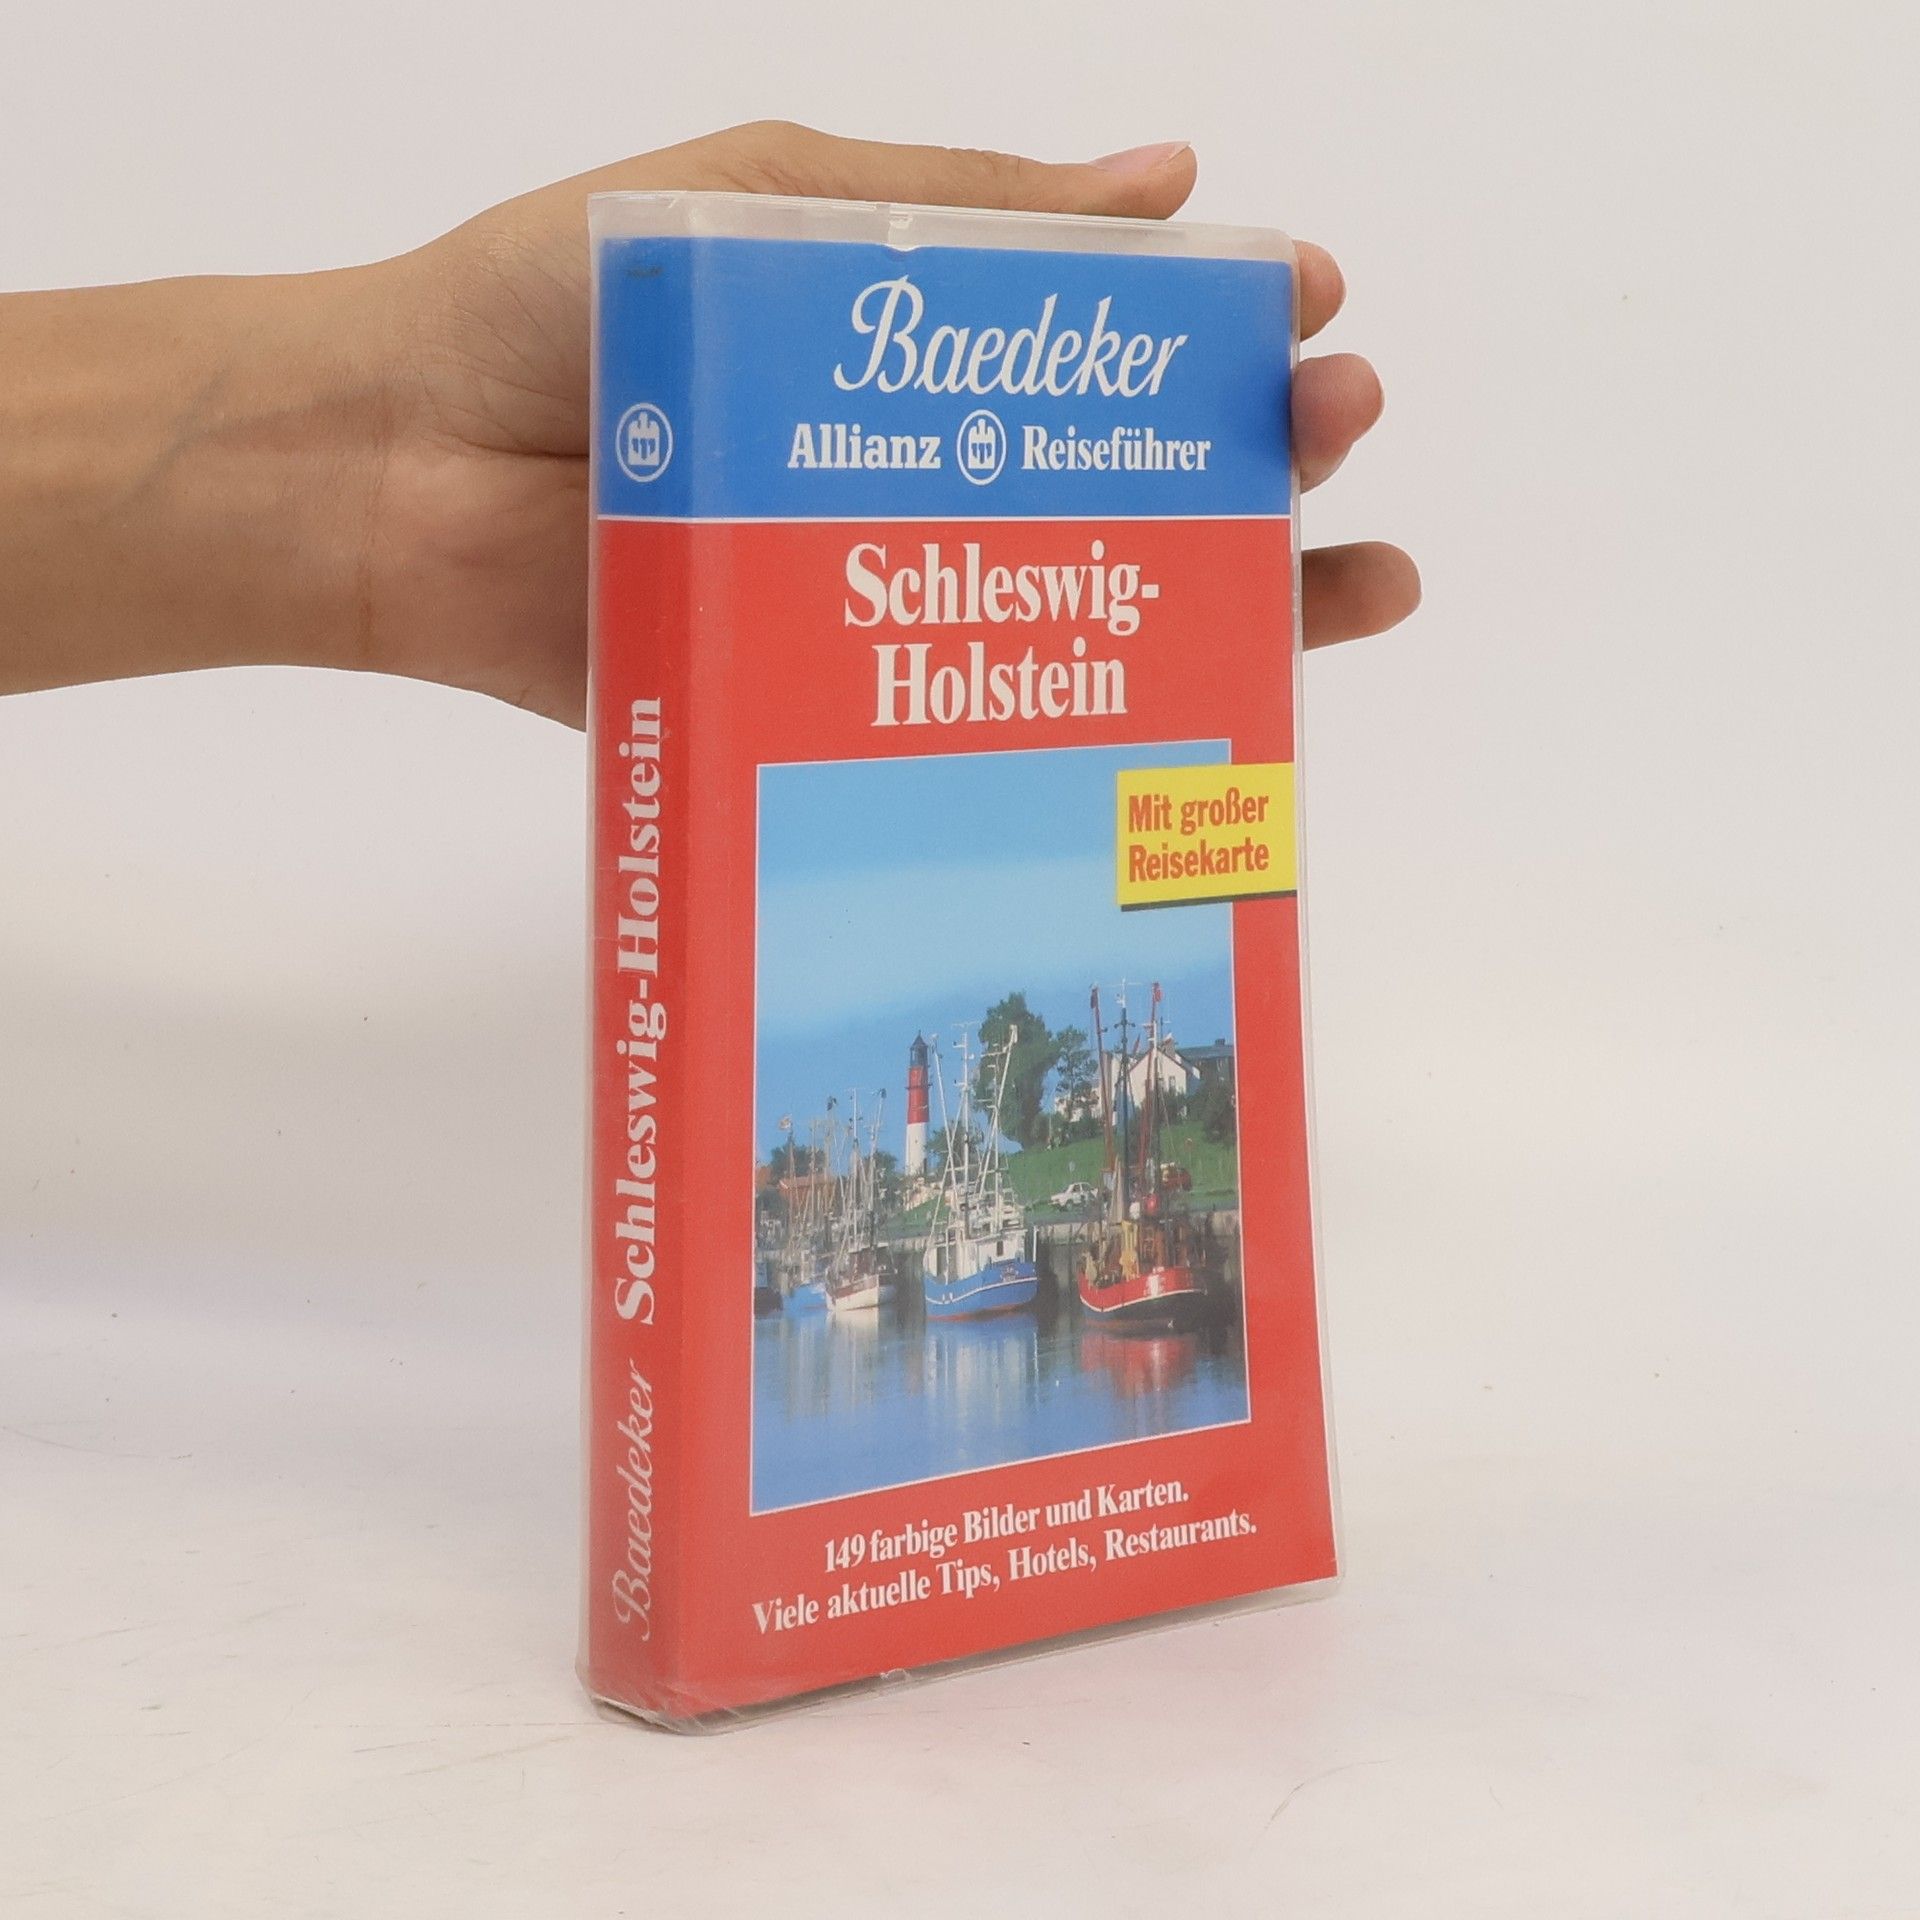 Baedeker
Allianz Reiseführer
Schleswig-
Holstein
Mit großer
Reisekarte
149 farbige Bilder und Karten.
Viele aktuelle Tips, Hotels, Restaurants.
Baedeker Schleswig-Holstein